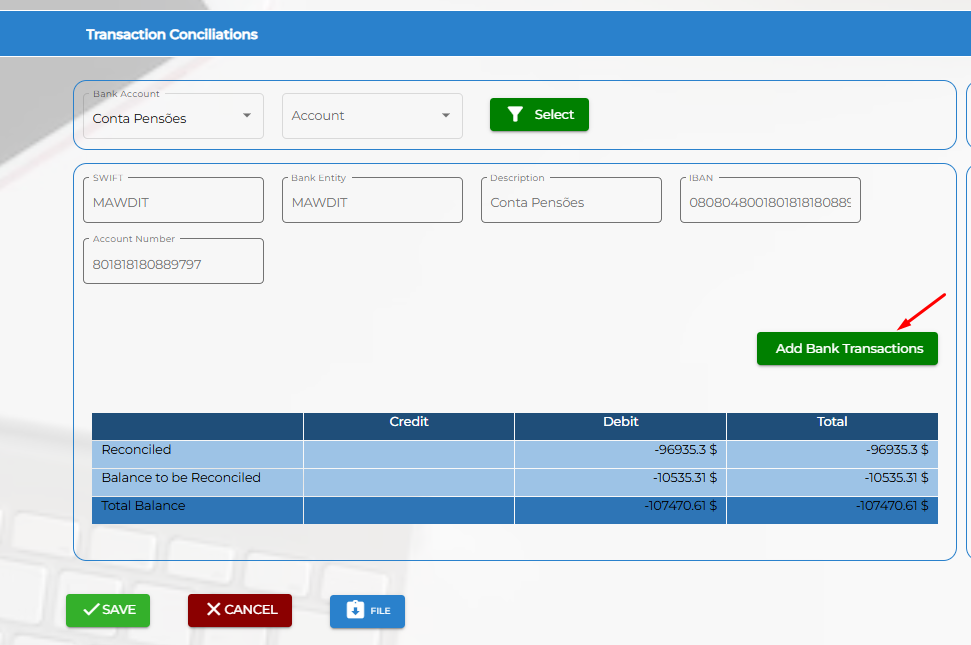 Transaction Conciliations
Bank Account
Conta Pensões
Account
Select
SWIFT
MAWDIT
Bank Entity
MAWDIT
Description
Conta Pensões
IBAN
08080480018018181808​89
Account Number
801818180889797
Add Bank Transactions
Credit Debit Total
Reconciled -96935.3 $ -96935.3 $
Balance to be Reconciled -10535.31 $ -10535.31 $
Total Balance -107470.61 $ -107470.61 $
SAVE
CANCEL
FILE